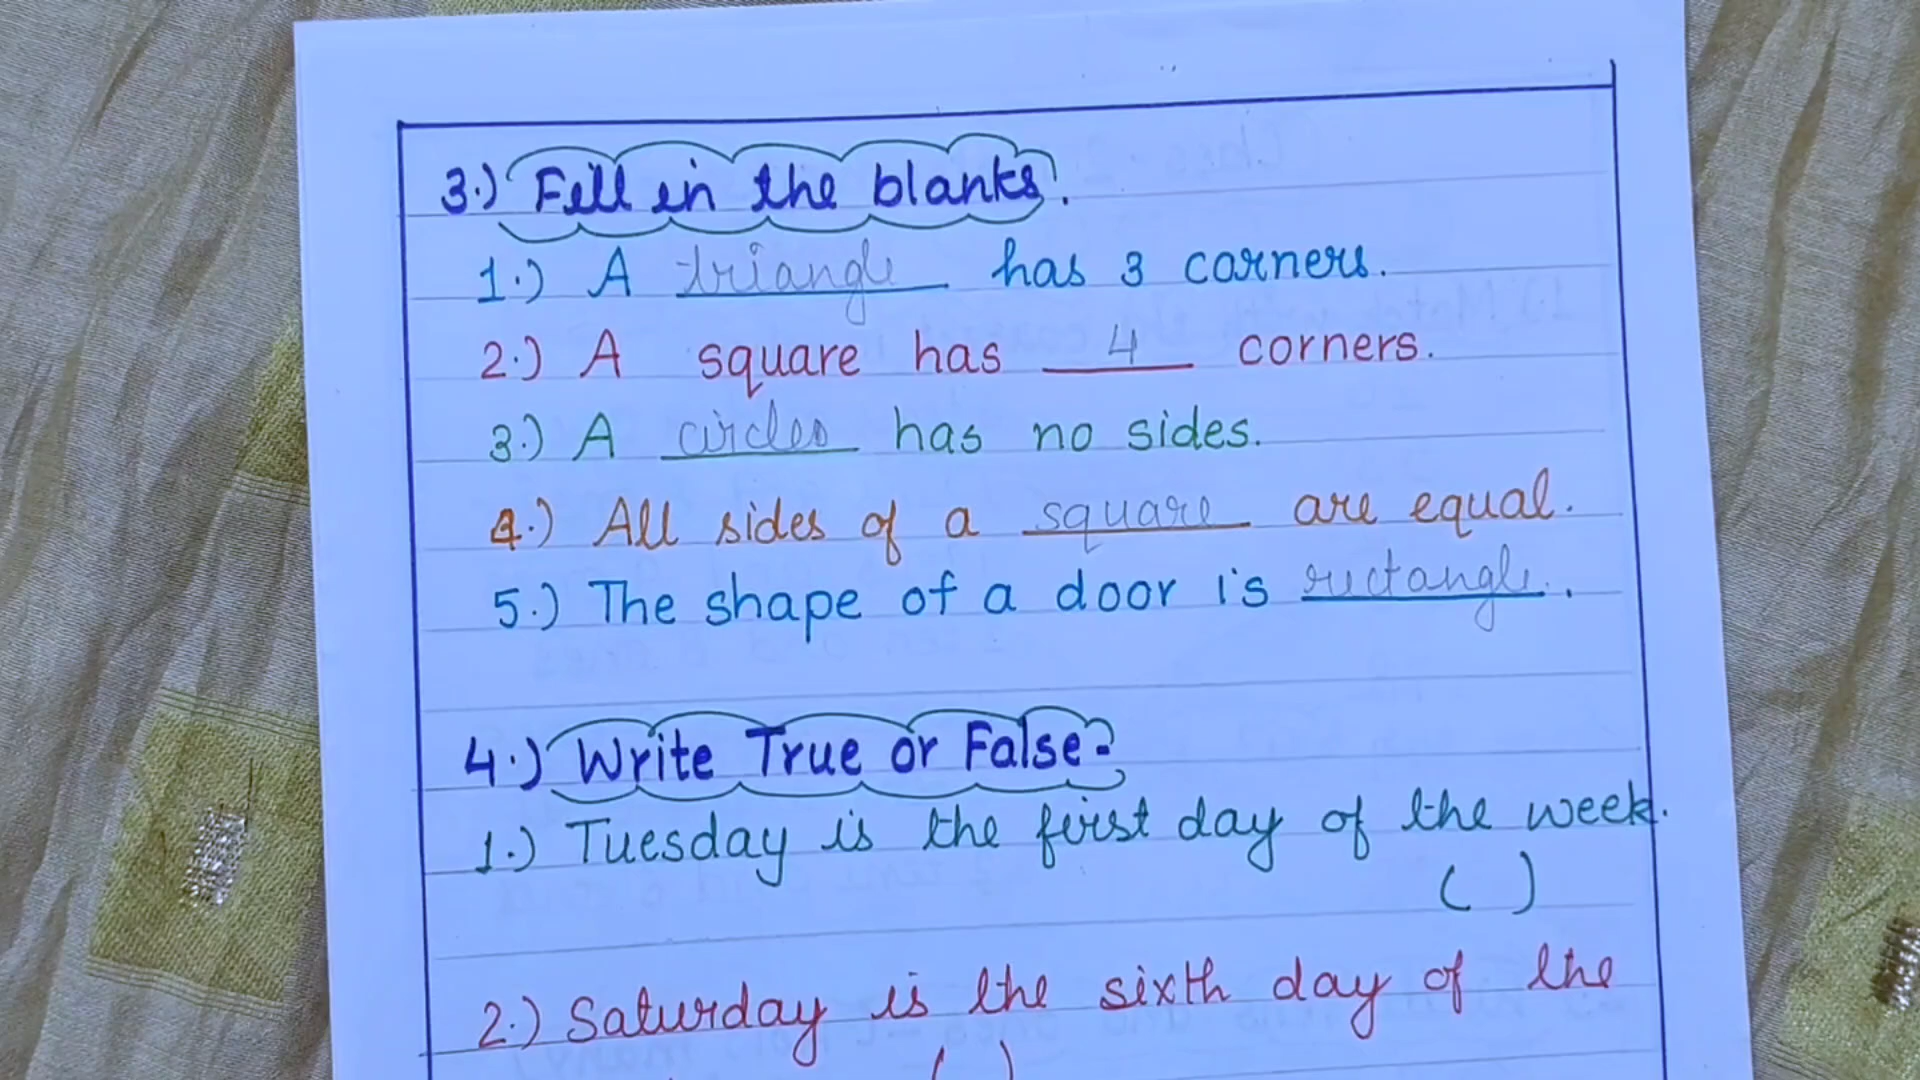 3.) Fill in the blanks.
1.) A triangle has 3 corners.
2.) A square has 4 corners.
3.) A circles has no sides.
4.) All sides of a square are equal.
5.) The shape of a door is rectangle.
4.) Write True or False:
1.) Tuesday is the first day of the week.
( )
2.) Saturday is the sixth day of the
( )